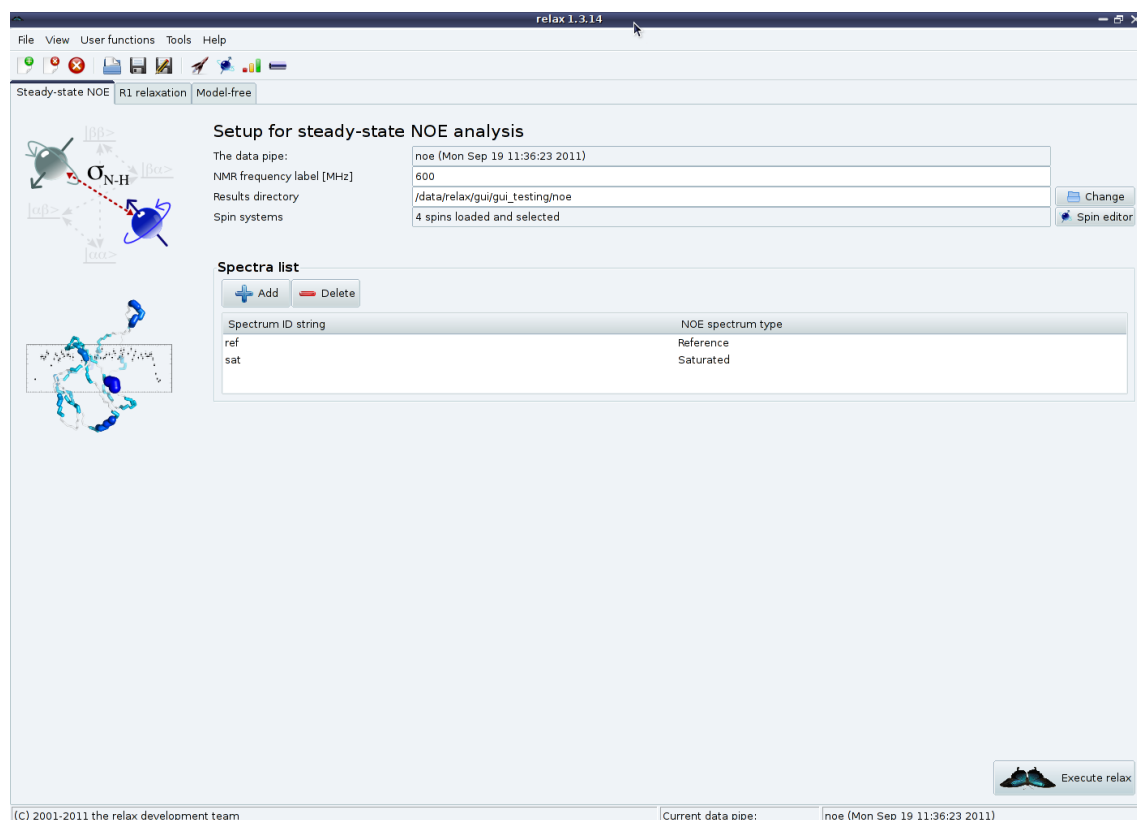 relax 1.3.14
File View User functions Tools Help
Steady-state NOE R1 relaxation Model-free
|ββ>
σN-H |βα>
|αβ>
|αα>
Setup for steady-state NOE analysis
The data pipe: noe (Mon Sep 19 11:36:23 2011)
NMR frequency label [MHz] 600
Results directory /data/relax/gui/gui_testing/noe Change
Spin systems 4 spins loaded and selected Spin editor
Spectra list
Add Delete
Spectrum ID string NOE spectrum type
ref Reference
sat Saturated
Execute relax
(C) 2001-2011 the relax development team Current data pipe: noe (Mon Sep 19 11:36:23 2011)